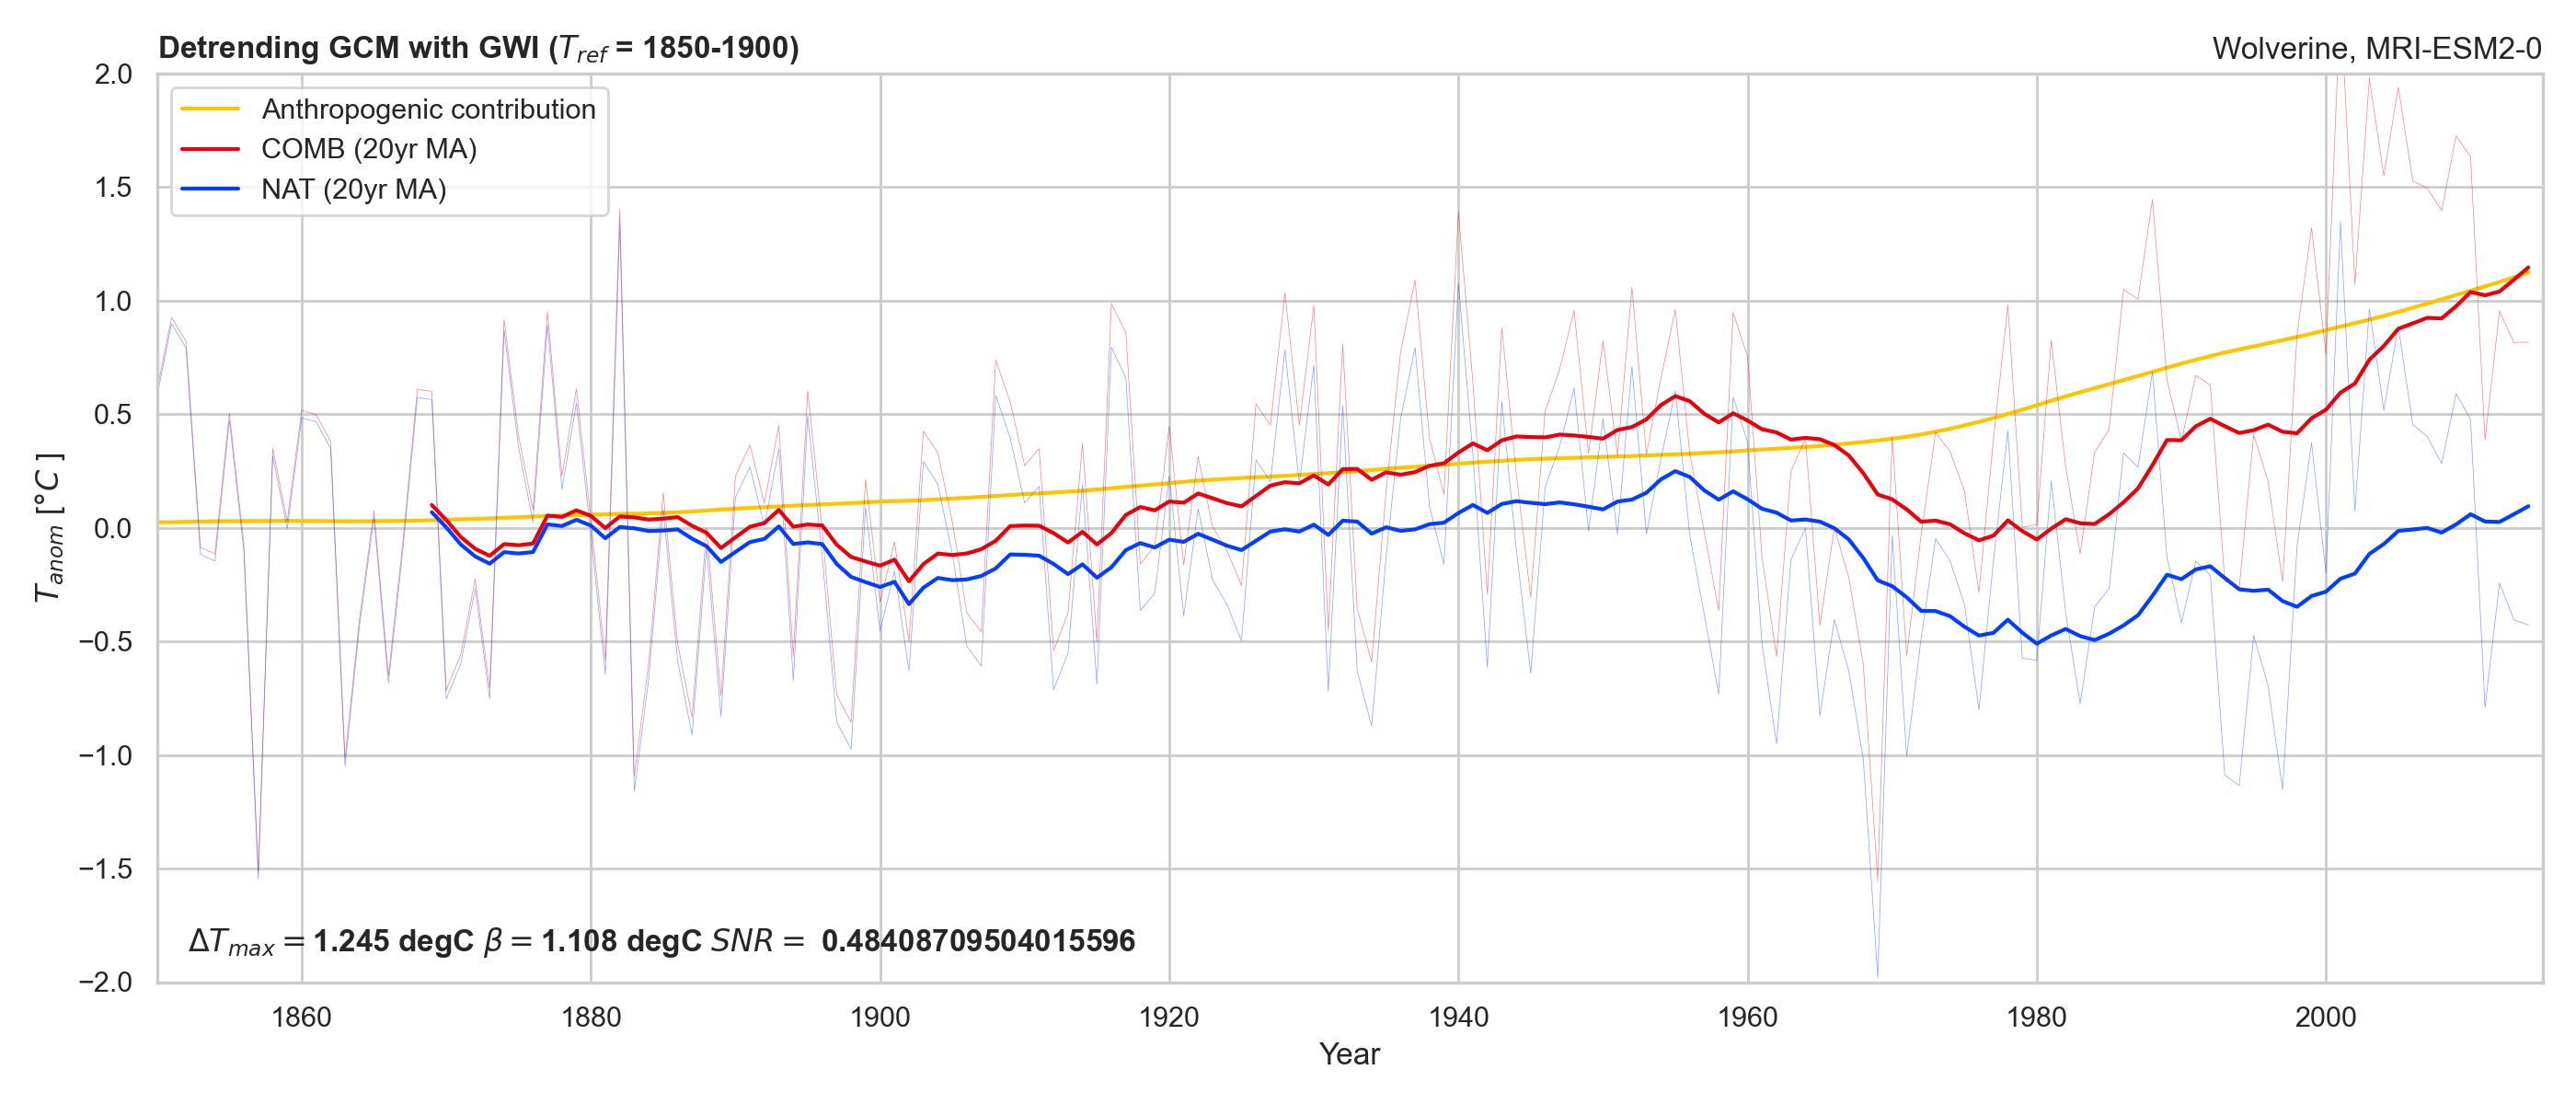 Detrending GCM with GWI (T_ref = 1850-1900)
Wolverine, MRI-ESM2-0
2.0
1.5
1.0
0.5
0.0
−0.5
−1.0
−1.5
−2.0
T_anom [°C ]
Anthropogenic contribution
COMB (20yr MA)
NAT (20yr MA)
ΔT_max = 1.245 degC β = 1.108 degC SNR = 0.48408709504015596
1860 1880 1900 1920 1940 1960 1980 2000
Year